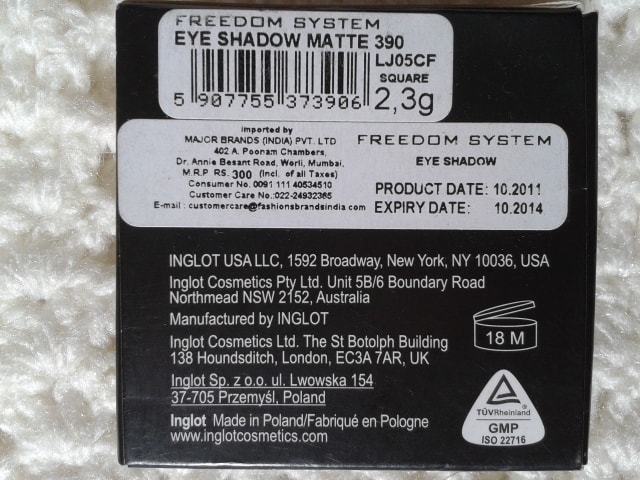 FREEDOM SYSTEM
EYE SHADOW MATTE 390
LJ05CF
SQUARE
5 907755 373906 2,3g
Imported by
MAJOR BRANDS (INDIA) PVT. LTD
402 A. Poonam Chambers,
Dr. Annie Besant Road, Worli, Mumbai.
M.R.P RS. 300 (Incl. of all Taxes)
Consumer No. 0091 111 40534510
Customer Care No.:022-24932365
E-mail : customercare@fashionsbrandsindia.com
FREEDOM SYSTEM
EYE SHADOW
PRODUCT DATE: 10.2011
EXPIRY DATE: 10.2014
INGLOT USA LLC, 1592 Broadway, New York, NY 10036, USA
Inglot Cosmetics Pty Ltd. Unit 5B/6 Boundary Road
Northmead NSW 2152, Australia
Manufactured by INGLOT
Inglot Cosmetics Ltd. The St Botolph Building
138 Houndsditch, London, EC3A 7AR, UK
Inglot Sp. z o.o. ul. Lwowska 154
37-705 Przemyśl, Poland
Inglot Made in Poland/Fabriqué en Pologne
www.inglotcosmetics.com
18 M
TÜVRheinland
GMP
ISO 22716